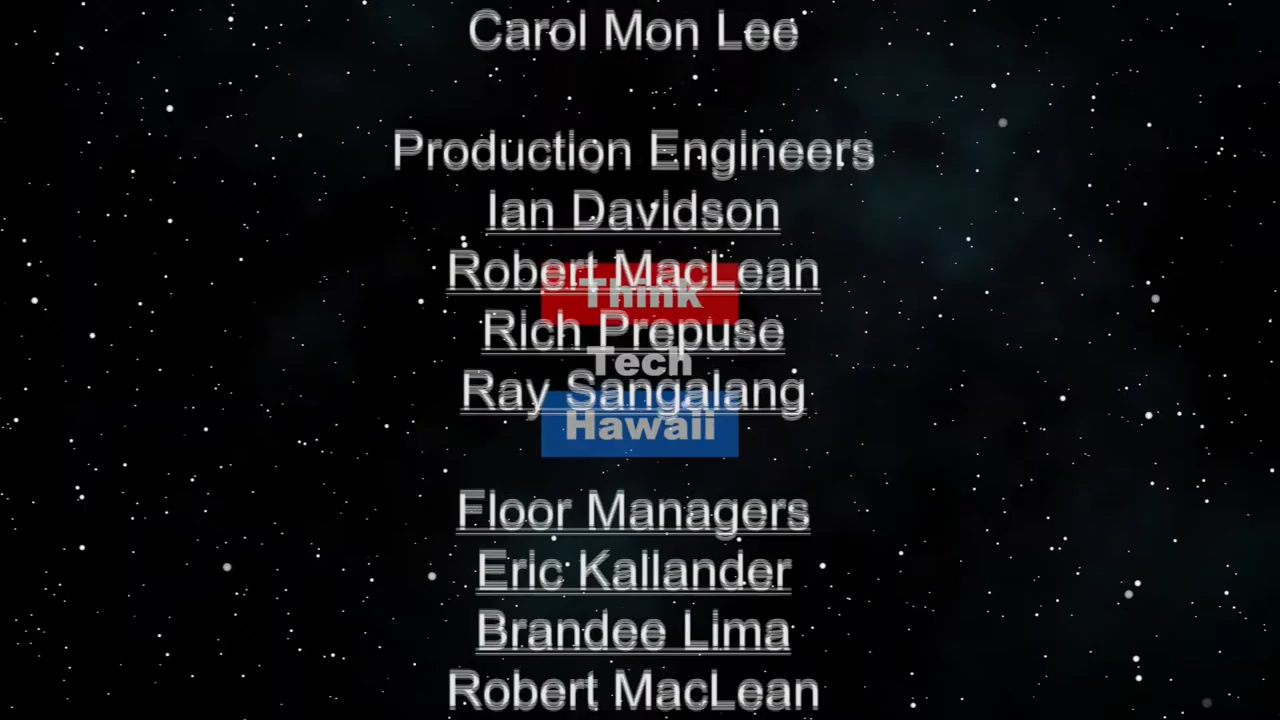 Carol Mon Lee
Production Engineers
Ian Davidson
Robert MacLean
Think
Rich Prepuse
Tech
Ray Sangalang
Hawaii
Floor Managers
Eric Kallander
Brandee Lima
Robert MacLean